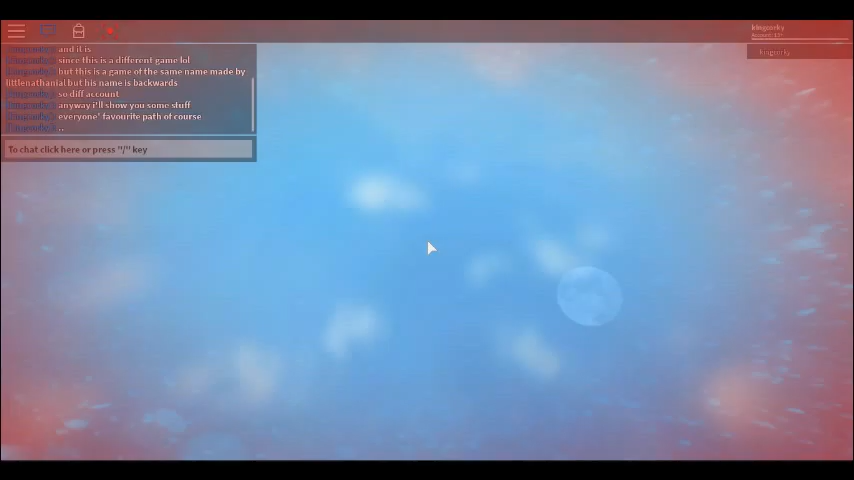 and it is
since this is a different game lol
but this is a game of the same name made by
littlenathanial but his name is backwards
so diff account
anyway i'll show you some stuff
everyone' favourite path of course
..
To chat click here or press "/" key
Account: 13+